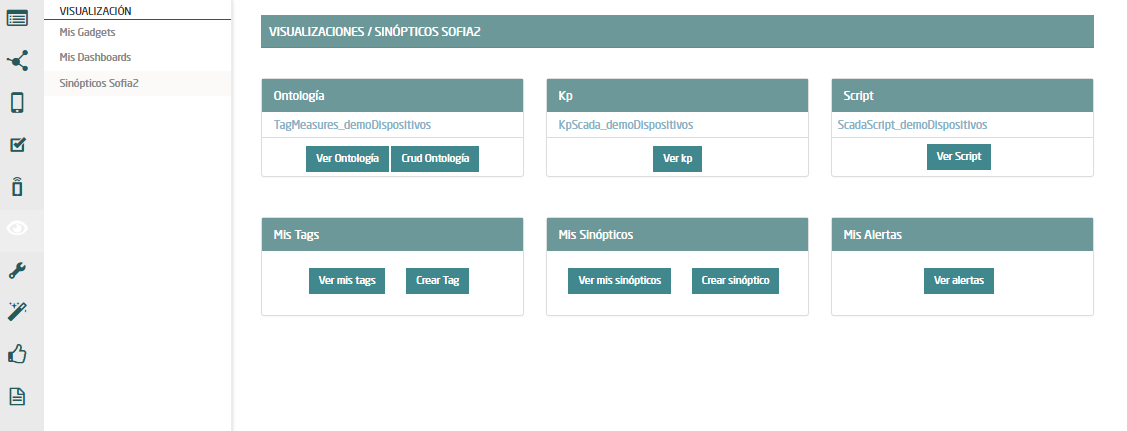 VISUALIZACIÓN
Mis Gadgets
Mis Dashboards
Sinópticos Sofia2
VISUALIZACIONES / SINÓPTICOS SOFIA2
Ontología
TagMeasures_demoDispositivos
Ver Ontología
Crud Ontología
Kp
KpScada_demoDispositivos
Ver kp
Script
ScadaScript_demoDispositivos
Ver Script
Mis Tags
Ver mis tags
Crear Tag
Mis Sinópticos
Ver mis sinópticos
Crear sinóptico
Mis Alertas
Ver alertas